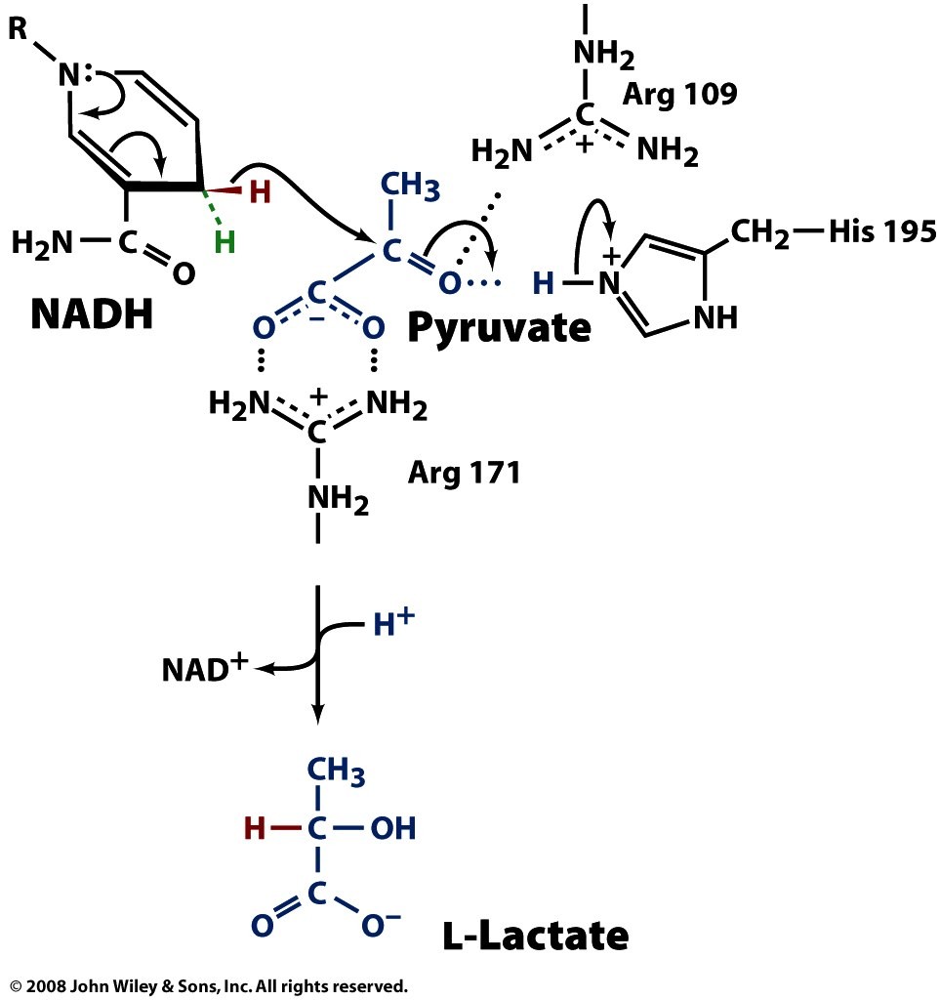 R
N:
NH₂
Arg 109
C
+
H₂N
NH₂
CH₃
H
H
H₂N—C
O
NADH
C
O
H—N
+
CH₂—His 195
NH
C
O
−
O
Pyruvate
H₂N
+
NH₂
C
Arg 171
NH₂
H⁺
NAD⁺
CH₃
H—C—OH
C
O
O⁻
L-Lactate
© 2008 John Wiley & Sons, Inc. All rights reserved.